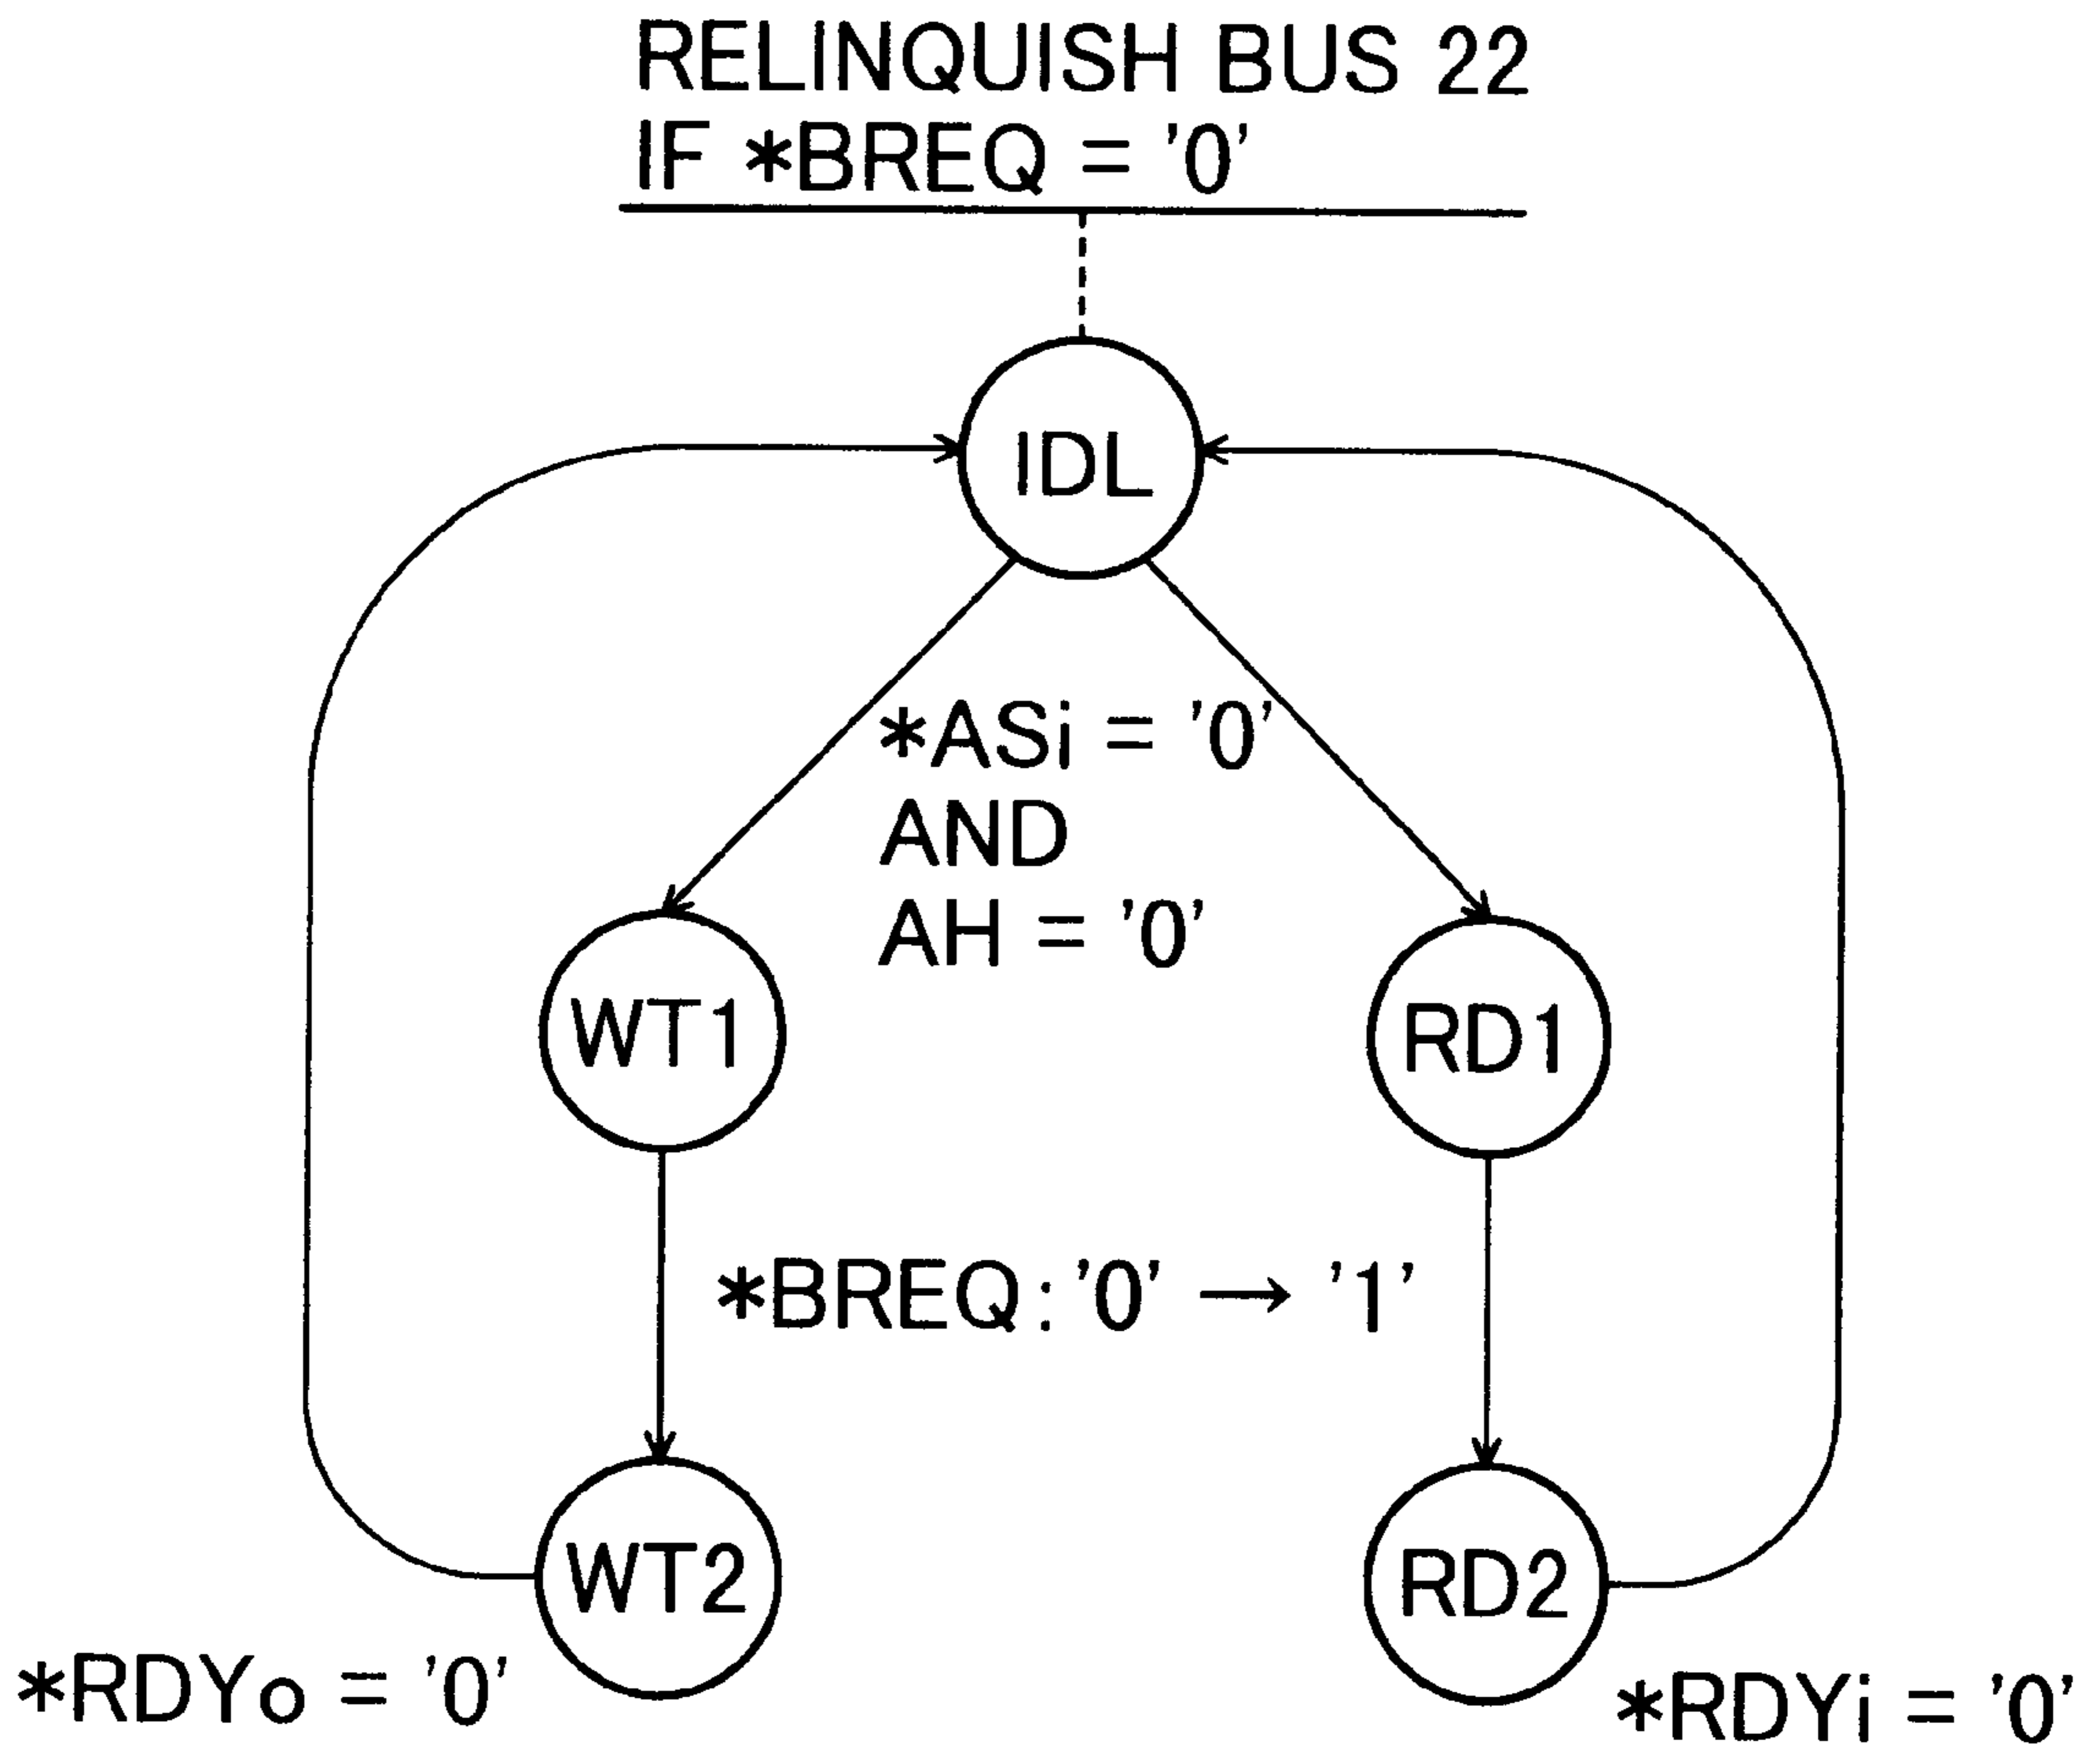 RELINQUISH BUS 22
IF *BREQ = '0'
IDL
*ASi = '0'
AND
AH = '0'
WT1
RD1
*BREQ: '0' → '1'
WT2
RD2
*RDYo = '0'
*RDYi = '0'